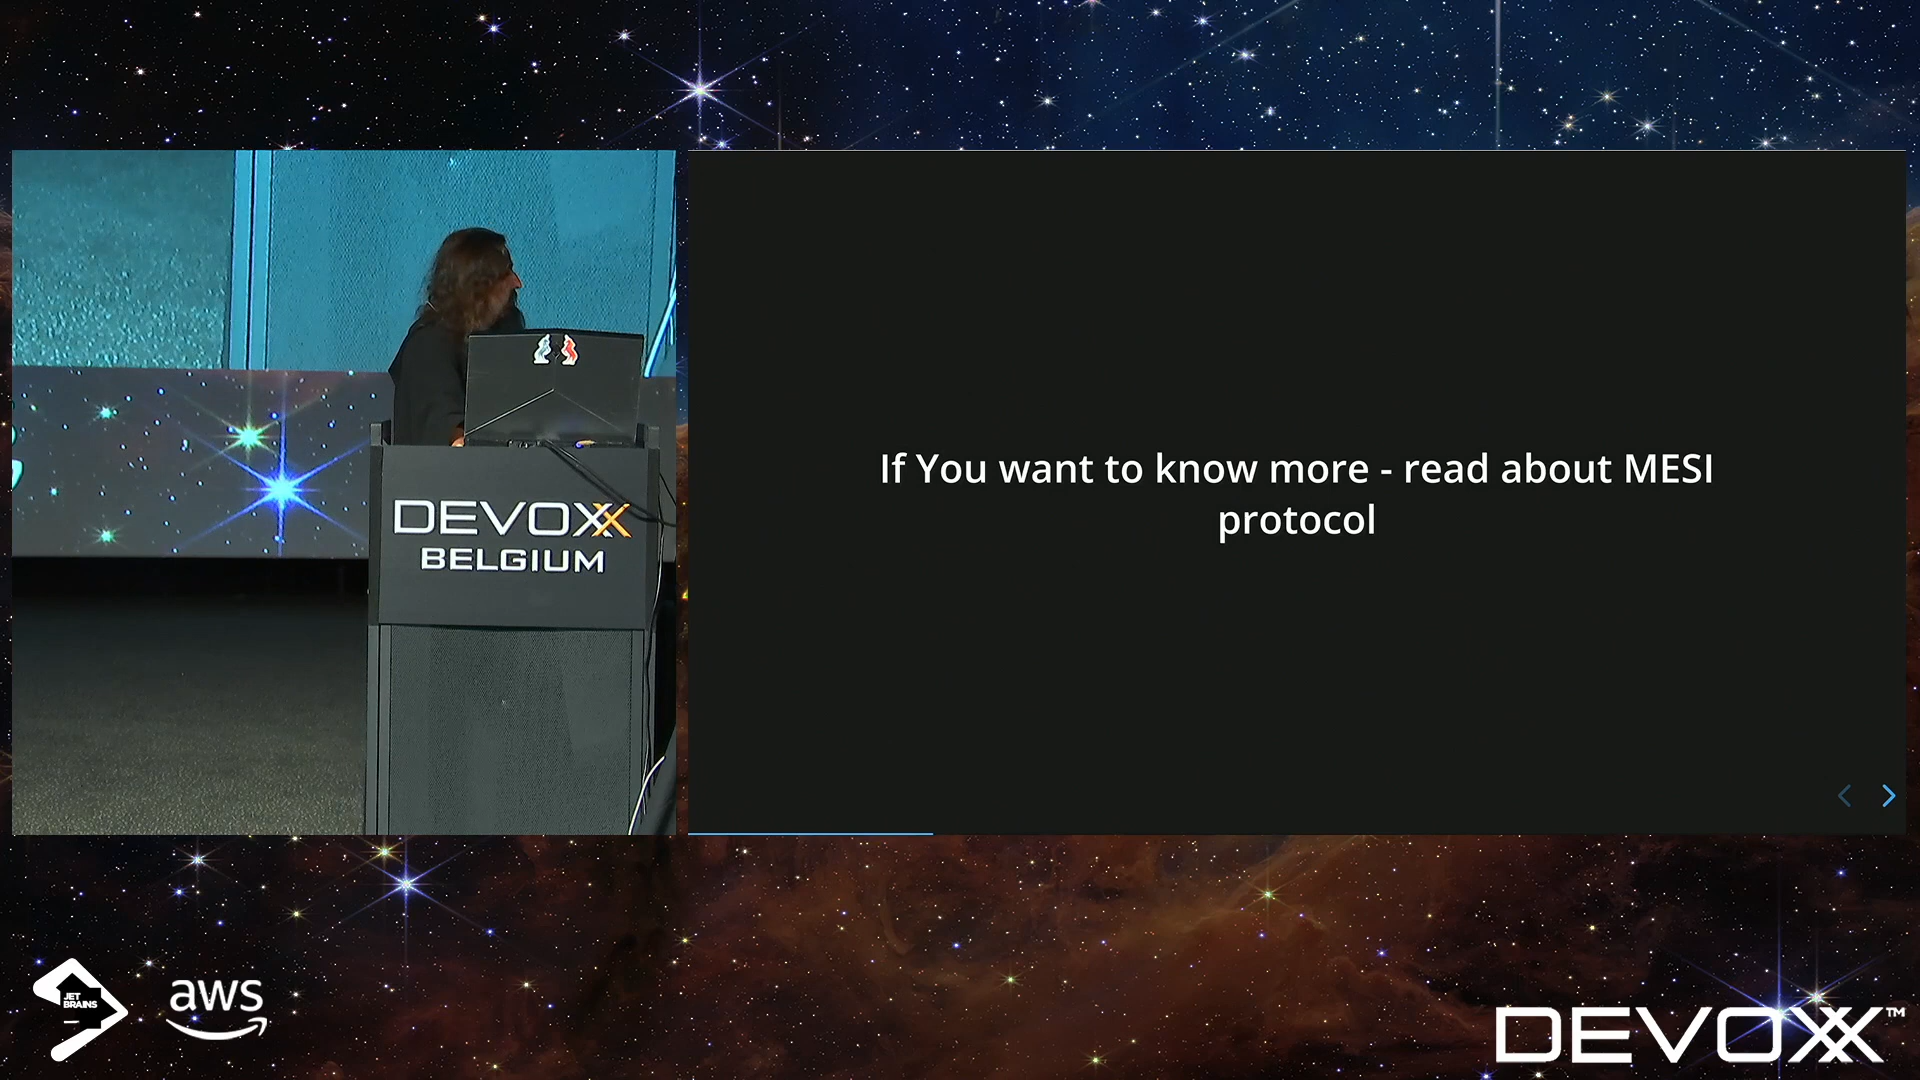 DEVOXX
BELGIUM
If You want to know more - read about MESI
protocol
JET
BRAINS
aws
DEVOXX™